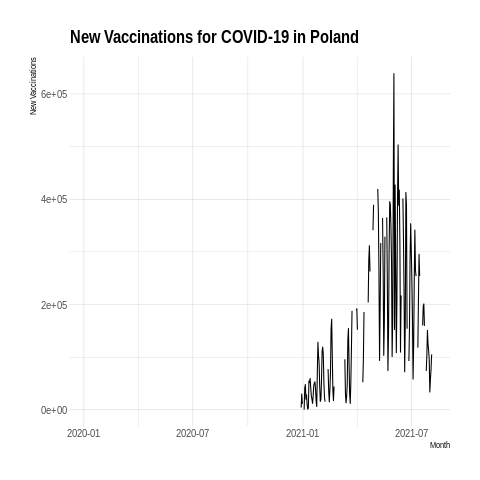 New Vaccinations for COVID-19 in Poland
New Vaccinations
6e+05
4e+05
2e+05
0e+00
2020-01
2020-07
2021-01
2021-07
Month